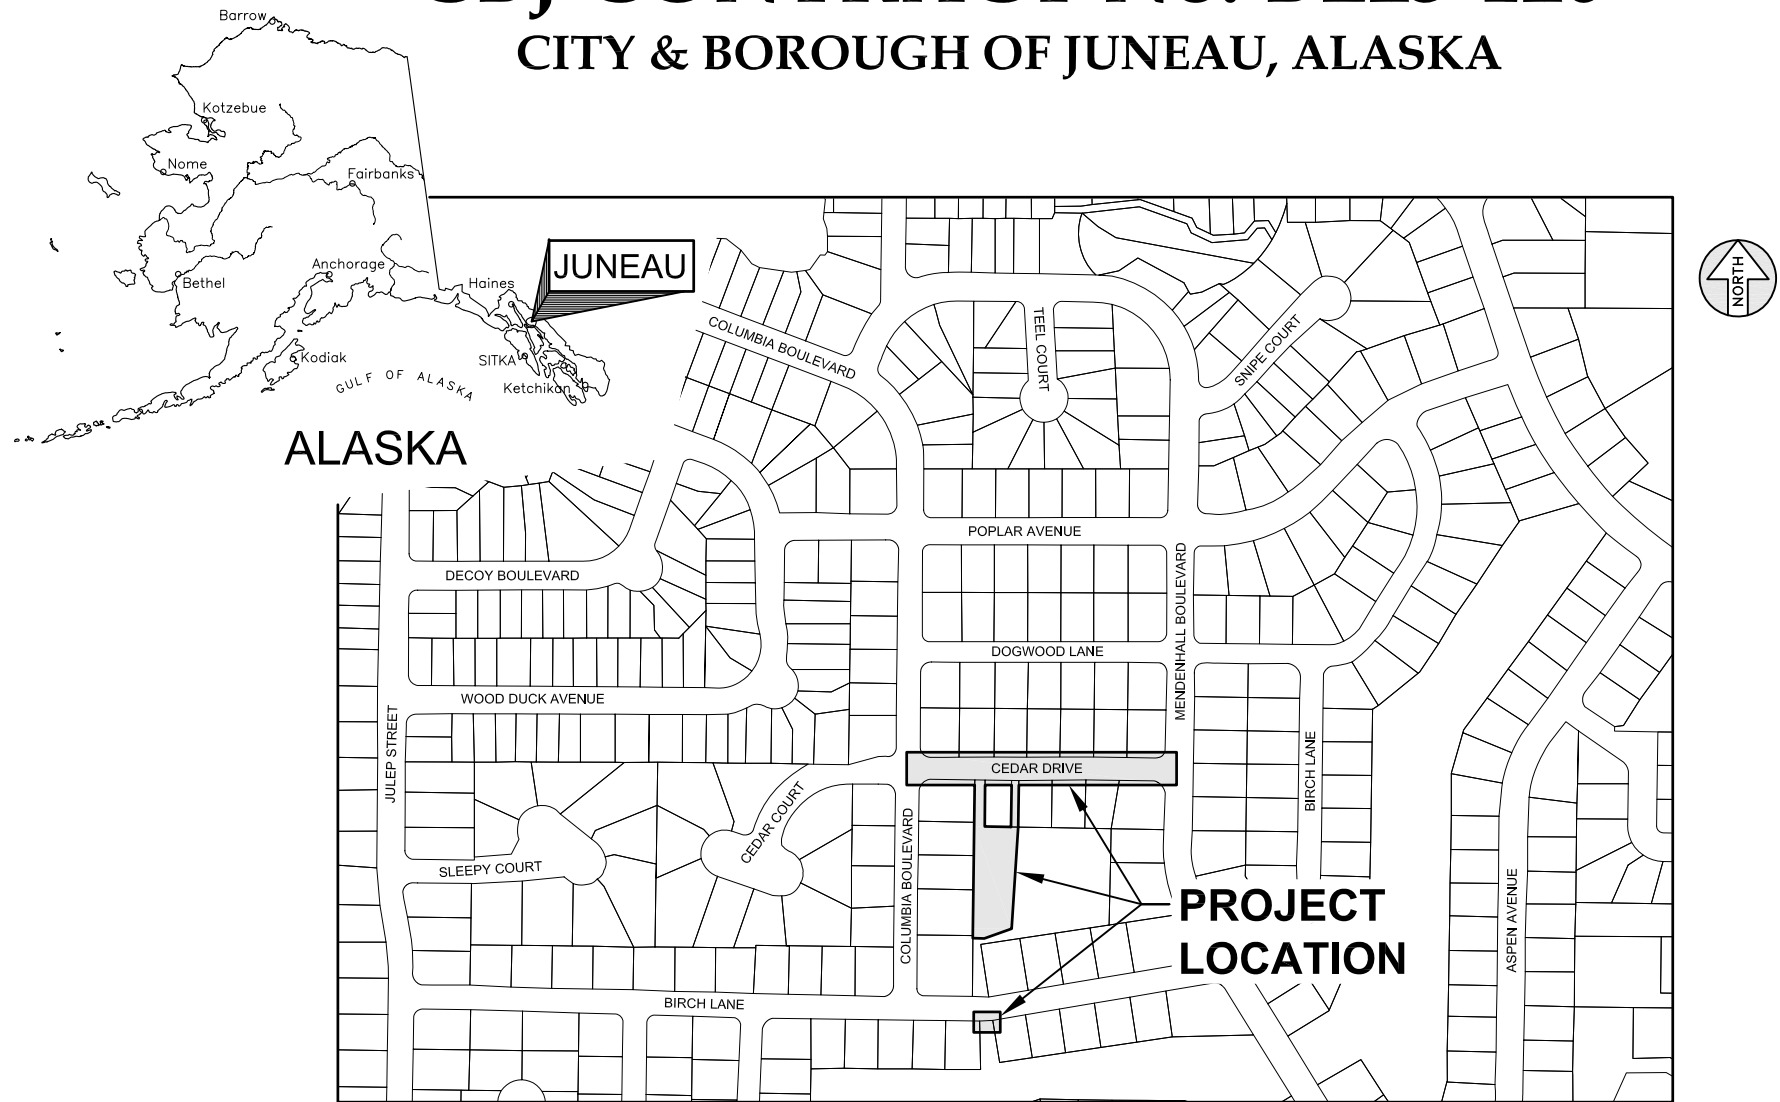 CITY & BOROUGH OF JUNEAU, ALASKA
Barrow
Kotzebue
Nome
Fairbanks
Bethel
Anchorage
Haines
JUNEAU
Kodiak
SITKA
Ketchikan
GULF OF ALASKA
ALASKA
NORTH
COLUMBIA BOULEVARD
TEEL COURT
SNIPE COURT
POPLAR AVENUE
DECOY BOULEVARD
MENDENHALL BOULEVARD
DOGWOOD LANE
WOOD DUCK AVENUE
JULEP STREET
CEDAR DRIVE
BIRCH LANE
CEDAR COURT
SLEEPY COURT
COLUMBIA BOULEVARD
PROJECT
LOCATION
ASPEN AVENUE
BIRCH LANE